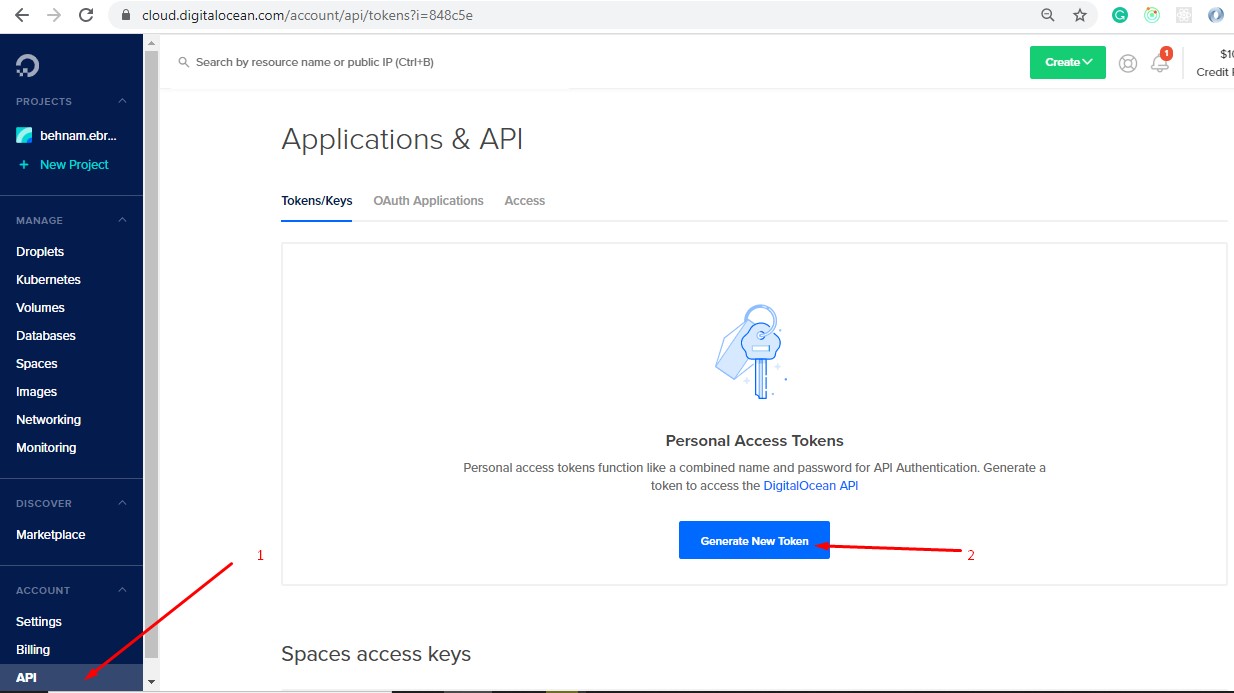 cloud.digitalocean.com/account/api/tokens?i=848c5e
Search by resource name or public IP (Ctrl+B)
Create
1
$10
Credit
PROJECTS
behnam.ebr...
+ New Project
MANAGE
Droplets
Kubernetes
Volumes
Databases
Spaces
Images
Networking
Monitoring
DISCOVER
Marketplace
ACCOUNT
Settings
Billing
API
1
Applications & API
Tokens/Keys OAuth Applications Access
Personal Access Tokens
Personal access tokens function like a combined name and password for API Authentication. Generate a
token to access the DigitalOcean API
Generate New Token
2
Spaces access keys